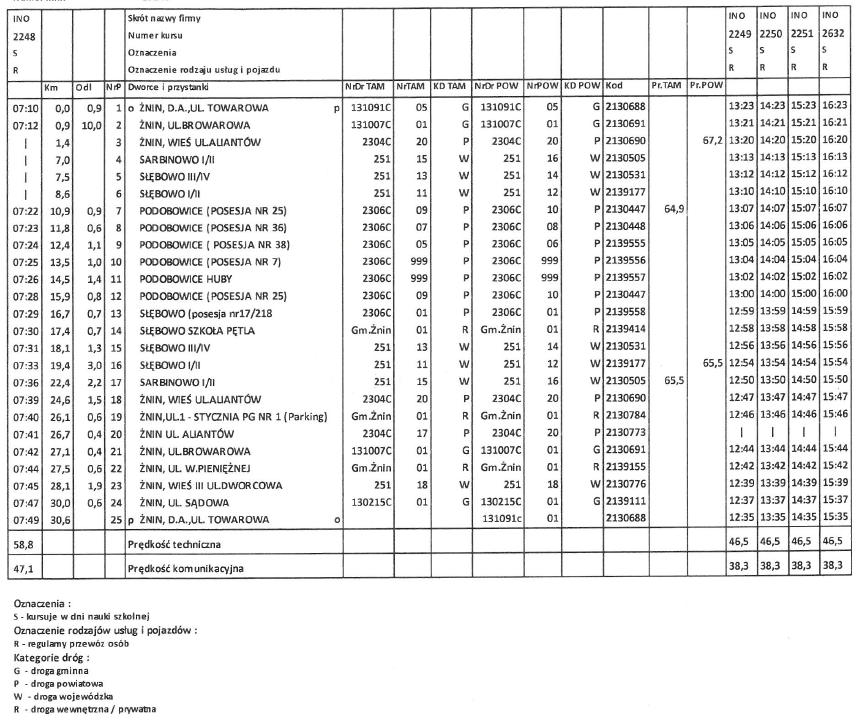 INO Skrót nazwy firmy INO INO INO INO
2248 Numer kursu 2249 2250 2251 2632
S Oznaczenia S S S S
R Oznaczenie rodzaju usług i pojazdu R R R R
Km Odl NrP Dworce i przystanki NrDr TAM NrTAM KD TAM NrDr POW NrPOW KD POW Kod Pr.TAM Pr.POW
07:10 0,0 0,9 1 o ŻNIN, D.A.,UL. TOWAROWA p 131091C 05 G 131091C 05 G 2130688 13:23 14:23 15:23 16:23
07:12 0,9 10,0 2 ŻNIN, UL.BROWAROWA 131007C 01 G 131007C 01 G 2130691 13:21 14:21 15:21 16:21
| 1,4 3 ŻNIN, WIEŚ UL.ALIANTÓW 2304C 20 P 2304C 20 P 2130690 67,2 13:20 14:20 15:20 16:20
| 7,0 4 SARBINOWO I/II 251 15 W 251 16 W 2130505 13:13 14:13 15:13 16:13
| 7,5 5 SŁĘBOWO III/IV 251 13 W 251 14 W 2130531 13:12 14:12 15:12 16:12
| 8,6 6 SŁĘBOWO I/II 251 11 W 251 12 W 2139177 13:10 14:10 15:10 16:10
07:22 10,9 0,9 7 PODOBOWICE (POSESJA NR 25) 2306C 09 P 2306C 10 P 2130447 64,9 13:07 14:07 15:07 16:07
07:23 11,8 0,6 8 PODOBOWICE (POSESJA NR 36) 2306C 07 P 2306C 08 P 2130448 13:06 14:06 15:06 16:06
07:24 12,4 1,1 9 PODOBOWICE ( POSESJA NR 38) 2306C 05 P 2306C 06 P 2139555 13:05 14:05 15:05 16:05
07:25 13,5 1,0 10 PODOBOWICE (POSESJA NR 7) 2306C 999 P 2306C 999 P 2139556 13:04 14:04 15:04 16:04
07:26 14,5 1,4 11 PODOBOWICE HUBY 2306C 999 P 2306C 999 P 2139557 13:02 14:02 15:02 16:02
07:28 15,9 0,8 12 PODOBOWICE (POSESJA NR 25) 2306C 09 P 2306C 10 P 2130447 13:00 14:00 15:00 16:00
07:29 16,7 0,7 13 SŁĘBOWO (posesja nr17/218 2306C 01 P 2306C 01 P 2139558 12:59 13:59 14:59 15:59
07:30 17,4 0,7 14 SŁĘBOWO SZKOŁA PĘTLA Gm.Żnin 01 R Gm.Żnin 01 R 2139414 12:58 13:58 14:58 15:58
07:31 18,1 1,3 15 SŁĘBOWO III/IV 251 13 W 251 14 W 2130531 12:56 13:56 14:56 15:56
07:33 19,4 3,0 16 SŁĘBOWO I/II 251 11 W 251 12 W 2139177 65,5 12:54 13:54 14:54 15:54
07:36 22,4 2,2 17 SARBINOWO I/II 251 15 W 251 16 W 2130505 65,5 12:50 13:50 14:50 15:50
07:39 24,6 1,5 18 ŻNIN, WIEŚ UL.ALIANTÓW 2304C 20 P 2304C 20 P 2130690 12:47 13:47 14:47 15:47
07:40 26,1 0,6 19 ŻNIN,UL.1 - STYCZNIA PG NR 1 (Parking) Gm.Żnin 01 R Gm.Żnin 01 R 2130784 12:46 13:46 14:46 15:46
07:41 26,7 0,4 20 ŻNIN UL. ALIANTÓW 2304C 17 P 2304C 20 P 2130773 | | | |
07:42 27,1 0,4 21 ŻNIN, UL.BROWAROWA 131007C 01 G 131007C 01 G 2130691 12:44 13:44 14:44 15:44
07:44 27,5 0,6 22 ŻNIN, UL. W.PIENIĘŻNEJ Gm.Żnin 01 R Gm.Żnin 01 R 2139155 12:42 13:42 14:42 15:42
07:45 28,1 1,9 23 ŻNIN, WIEŚ III UL.DWORCOWA 251 18 W 251 18 W 2130776 12:39 13:39 14:39 15:39
07:47 30,0 0,6 24 ŻNIN, UL. SĄDOWA 130215C 01 G 130215C 01 G 2139111 12:37 13:37 14:37 15:37
07:49 30,6 25 p ŻNIN, D.A.,UL. TOWAROWA o 131091c 01 2130688 12:35 13:35 14:35 15:35
58,8 Prędkość techniczna 46,5 46,5 46,5 46,5
47,1 Prędkość komunikacyjna 38,3 38,3 38,3 38,3
Oznaczenia :
S - kursuje w dni nauki szkolnej
Oznaczenie rodzajów usług i pojazdów :
R - regularny przewóz osób
Kategorie dróg :
G - droga gminna
P - droga powiatowa
W - droga wojewódzka
R - droga wewnętrzna / prywatna